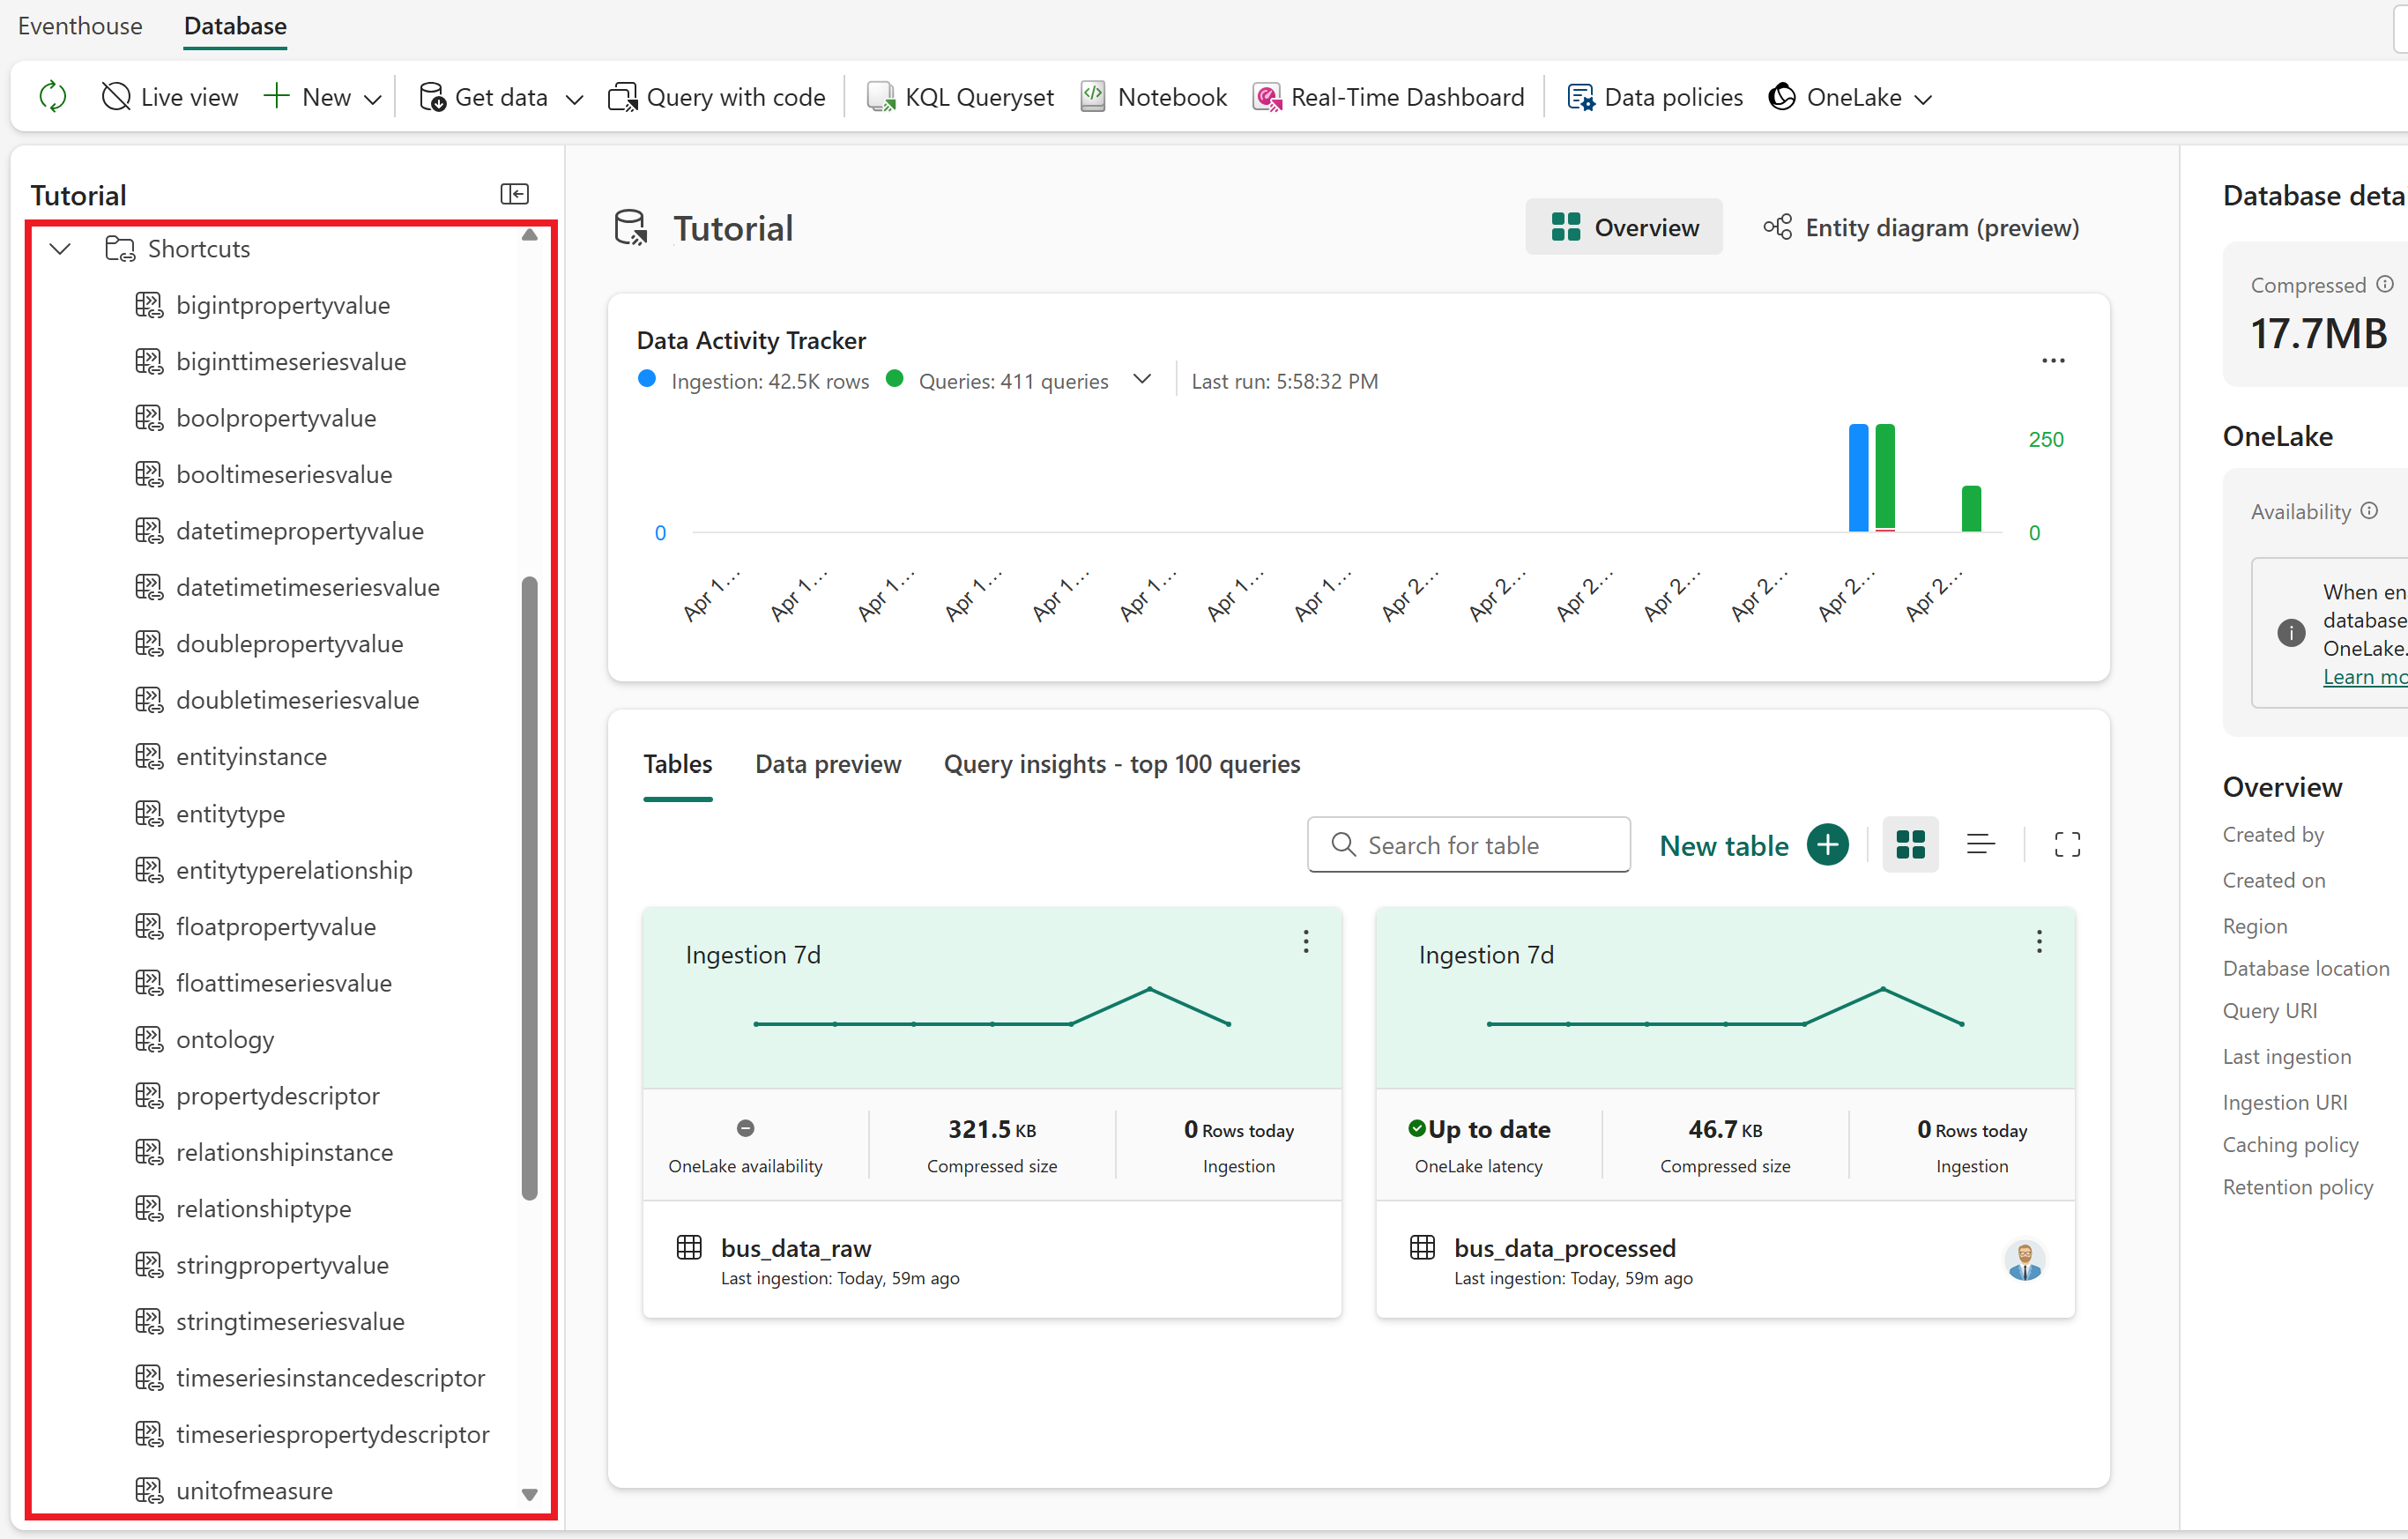 Eventhouse Database
Live view New Get data Query with code KQL Queryset Notebook Real-Time Dashboard Data policies OneLake
Tutorial
Shortcuts
bigintpropertyvalue
biginttimeseriesvalue
boolpropertyvalue
booltimeseriesvalue
datetimepropertyvalue
datetimetimeseriesvalue
doublepropertyvalue
doubletimeseriesvalue
entityinstance
entitytype
entitytyperelationship
floatpropertyvalue
floattimeseriesvalue
ontology
propertydescriptor
relationshipinstance
relationshiptype
stringpropertyvalue
stringtimeseriesvalue
timeseriesinstancedescriptor
timeseriespropertydescriptor
unitofmeasure
Tutorial
Overview Entity diagram (preview)
Data Activity Tracker
Ingestion: 42.5K rows Queries: 411 queries Last run: 5:58:32 PM
250
0 0
Apr 1... Apr 1... Apr 1... Apr 1... Apr 1... Apr 1... Apr 1... Apr 1... Apr 2... Apr 2... Apr 2... Apr 2... Apr 2... Apr 2... Apr 2...
Tables Data preview Query insights - top 100 queries
Search for table New table
Ingestion 7d
OneLake availability
321.5 KB
Compressed size
0 Rows today
Ingestion
bus_data_raw
Last ingestion: Today, 59m ago
Ingestion 7d
Up to date
OneLake latency
46.7 KB
Compressed size
0 Rows today
Ingestion
bus_data_processed
Last ingestion: Today, 59m ago
Database deta
Compressed
17.7MB
OneLake
Availability
When en
database
OneLake.
Learn mo
Overview
Created by
Created on
Region
Database location
Query URI
Last ingestion
Ingestion URI
Caching policy
Retention policy